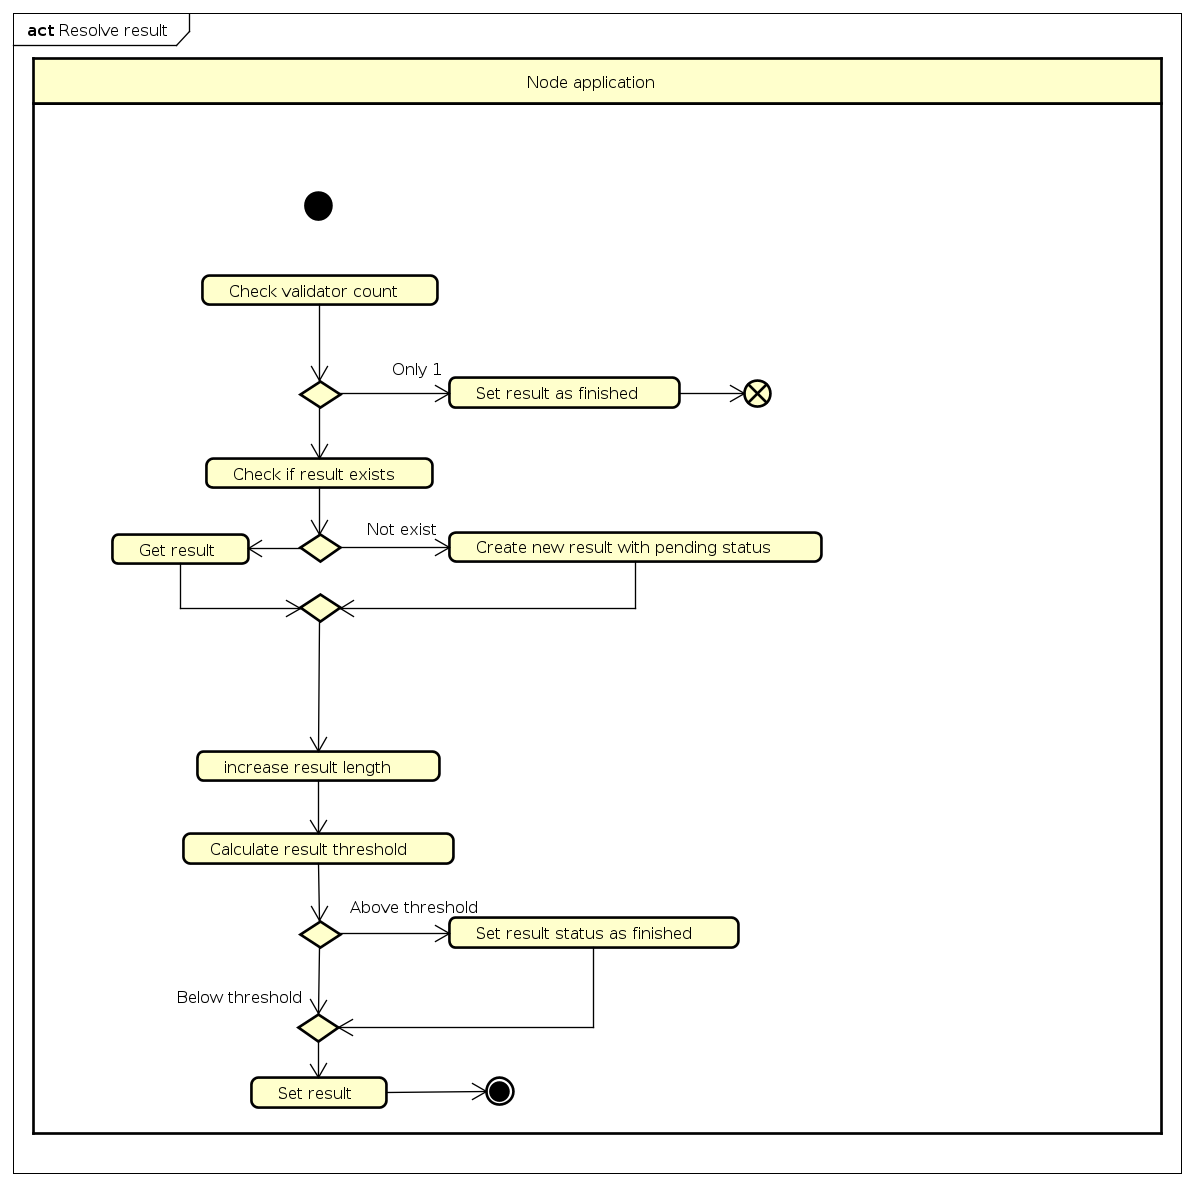 act Resolve result
Node application
Check validator count
Only 1
Set result as finished
Check if result exists
Not exist
Get result
Create new result with pending status
increase result length
Calculate result threshold
Above threshold
Set result status as finished
Below threshold
Set result